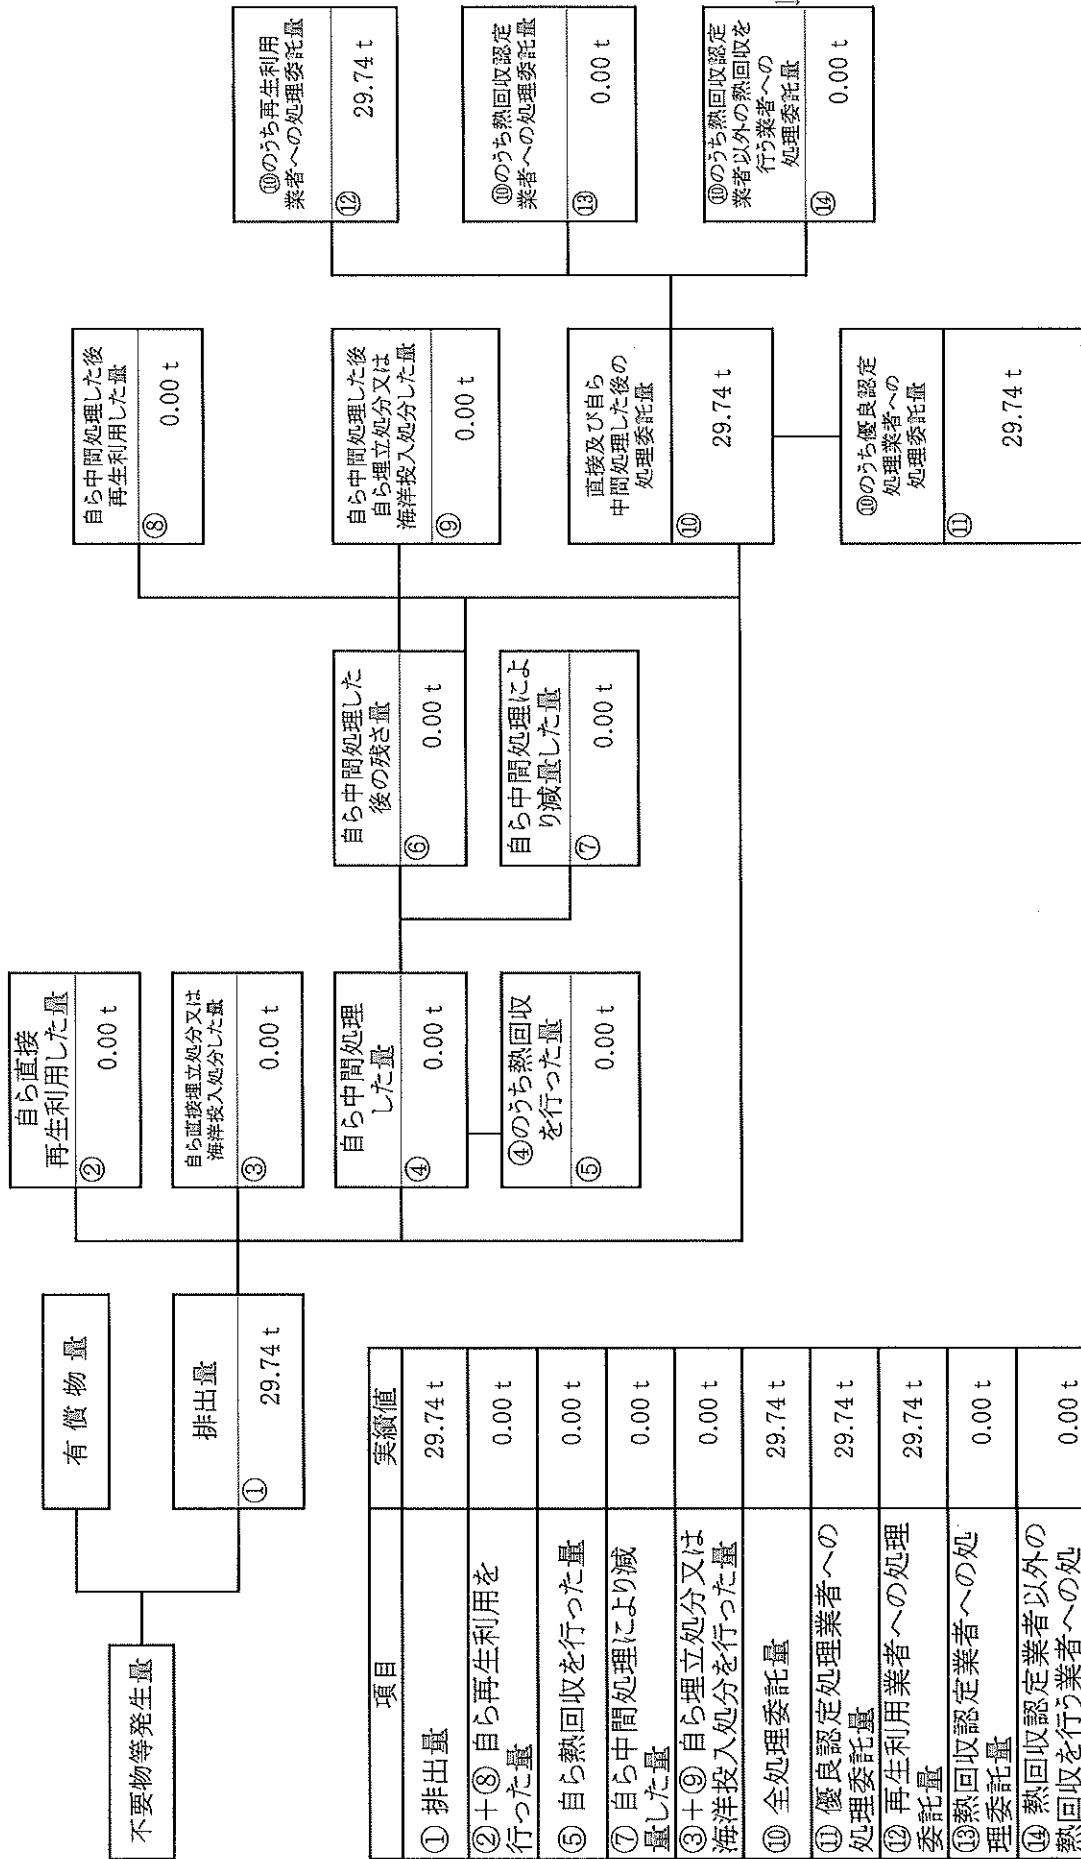 不要物等発生量
有償物量
排出量
①
29.74 t
自ら直接
再生利用した量
②
0.00 t
自ら直接埋立処分又は
海洋投入処分した量
③
0.00 t
自ら中間処理
した量
④
0.00 t
④のうち熱回収
を行った量
⑤
0.00 t
自ら中間処理した
後の残さ量
⑥
0.00 t
自ら中間処理によ
り減量した量
⑦
0.00 t
自ら中間処理した後
再生利用した量
⑧
0.00 t
自ら中間処理した後
自ら埋立処分又は
海洋投入処分した量
⑨
0.00 t
直接及び自ら
中間処理した後の
処理委託量
⑩
29.74 t
⑩のうち優良認定
処理業者への
処理委託量
⑪
29.74 t
⑩のうち再生利用
業者への処理委託量
⑫
29.74 t
⑩のうち熱回収認定
業者への処理委託量
⑬
0.00 t
⑩のうち熱回収認定
業者以外の熱回収を
行う業者への
処理委託量
⑭
0.00 t
項目 実績値
① 排出量 29.74 t
②+⑧ 自ら再生利用を
行った量 0.00 t
⑤ 自ら熱回収を行った量 0.00 t
⑦ 自ら中間処理により減
量した量 0.00 t
③+⑨ 自ら埋立処分又は
海洋投入処分を行った量 0.00 t
⑩ 全処理委託量 29.74 t
⑪ 優良認定処理業者への
処理委託量 29.74 t
⑫ 再生利用業者への処理
委託量 29.74 t
⑬熱回収認定業者への処
理委託量 0.00 t
⑭ 熱回収認定業者以外の
熱回収を行う業者への処 0.00 t